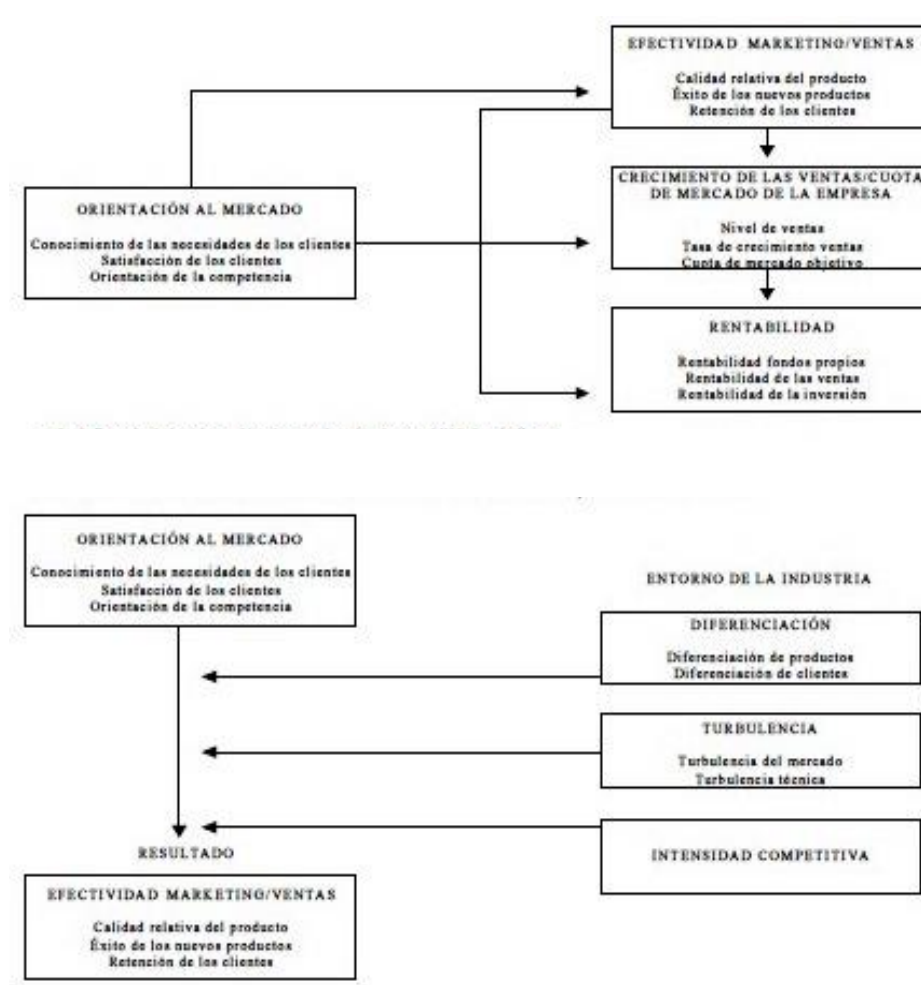 EFECTIVIDAD MARKETING/VENTAS
Calidad relativa del producto
Éxito de los nuevos productos
Retención de los clientes
CRECIMIENTO DE LAS VENTAS/CUOTA
DE MERCADO DE LA EMPRESA
Nivel de ventas
Tasa de crecimiento ventas
Cuota de mercado objetivo
ORIENTACIÓN AL MERCADO
Conocimiento de las necesidades de los clientes
Satisfacción de los clientes
Orientación de la competencia
RENTABILIDAD
Rentabilidad fondos propios
Rentabilidad de las ventas
Rentabilidad de la inversión
ORIENTACIÓN AL MERCADO
Conocimiento de las necesidades de los clientes
Satisfacción de los clientes
Orientación de la competencia
ENTORNO DE LA INDUSTRIA
DIFERENCIACIÓN
Diferenciación de productos
Diferenciación de clientes
TURBULENCIA
Turbulencia del mercado
Turbulencia técnica
INTENSIDAD COMPETITIVA
RESULTADO
EFECTIVIDAD MARKETING/VENTAS
Calidad relativa del producto
Éxito de los nuevos productos
Retención de los clientes